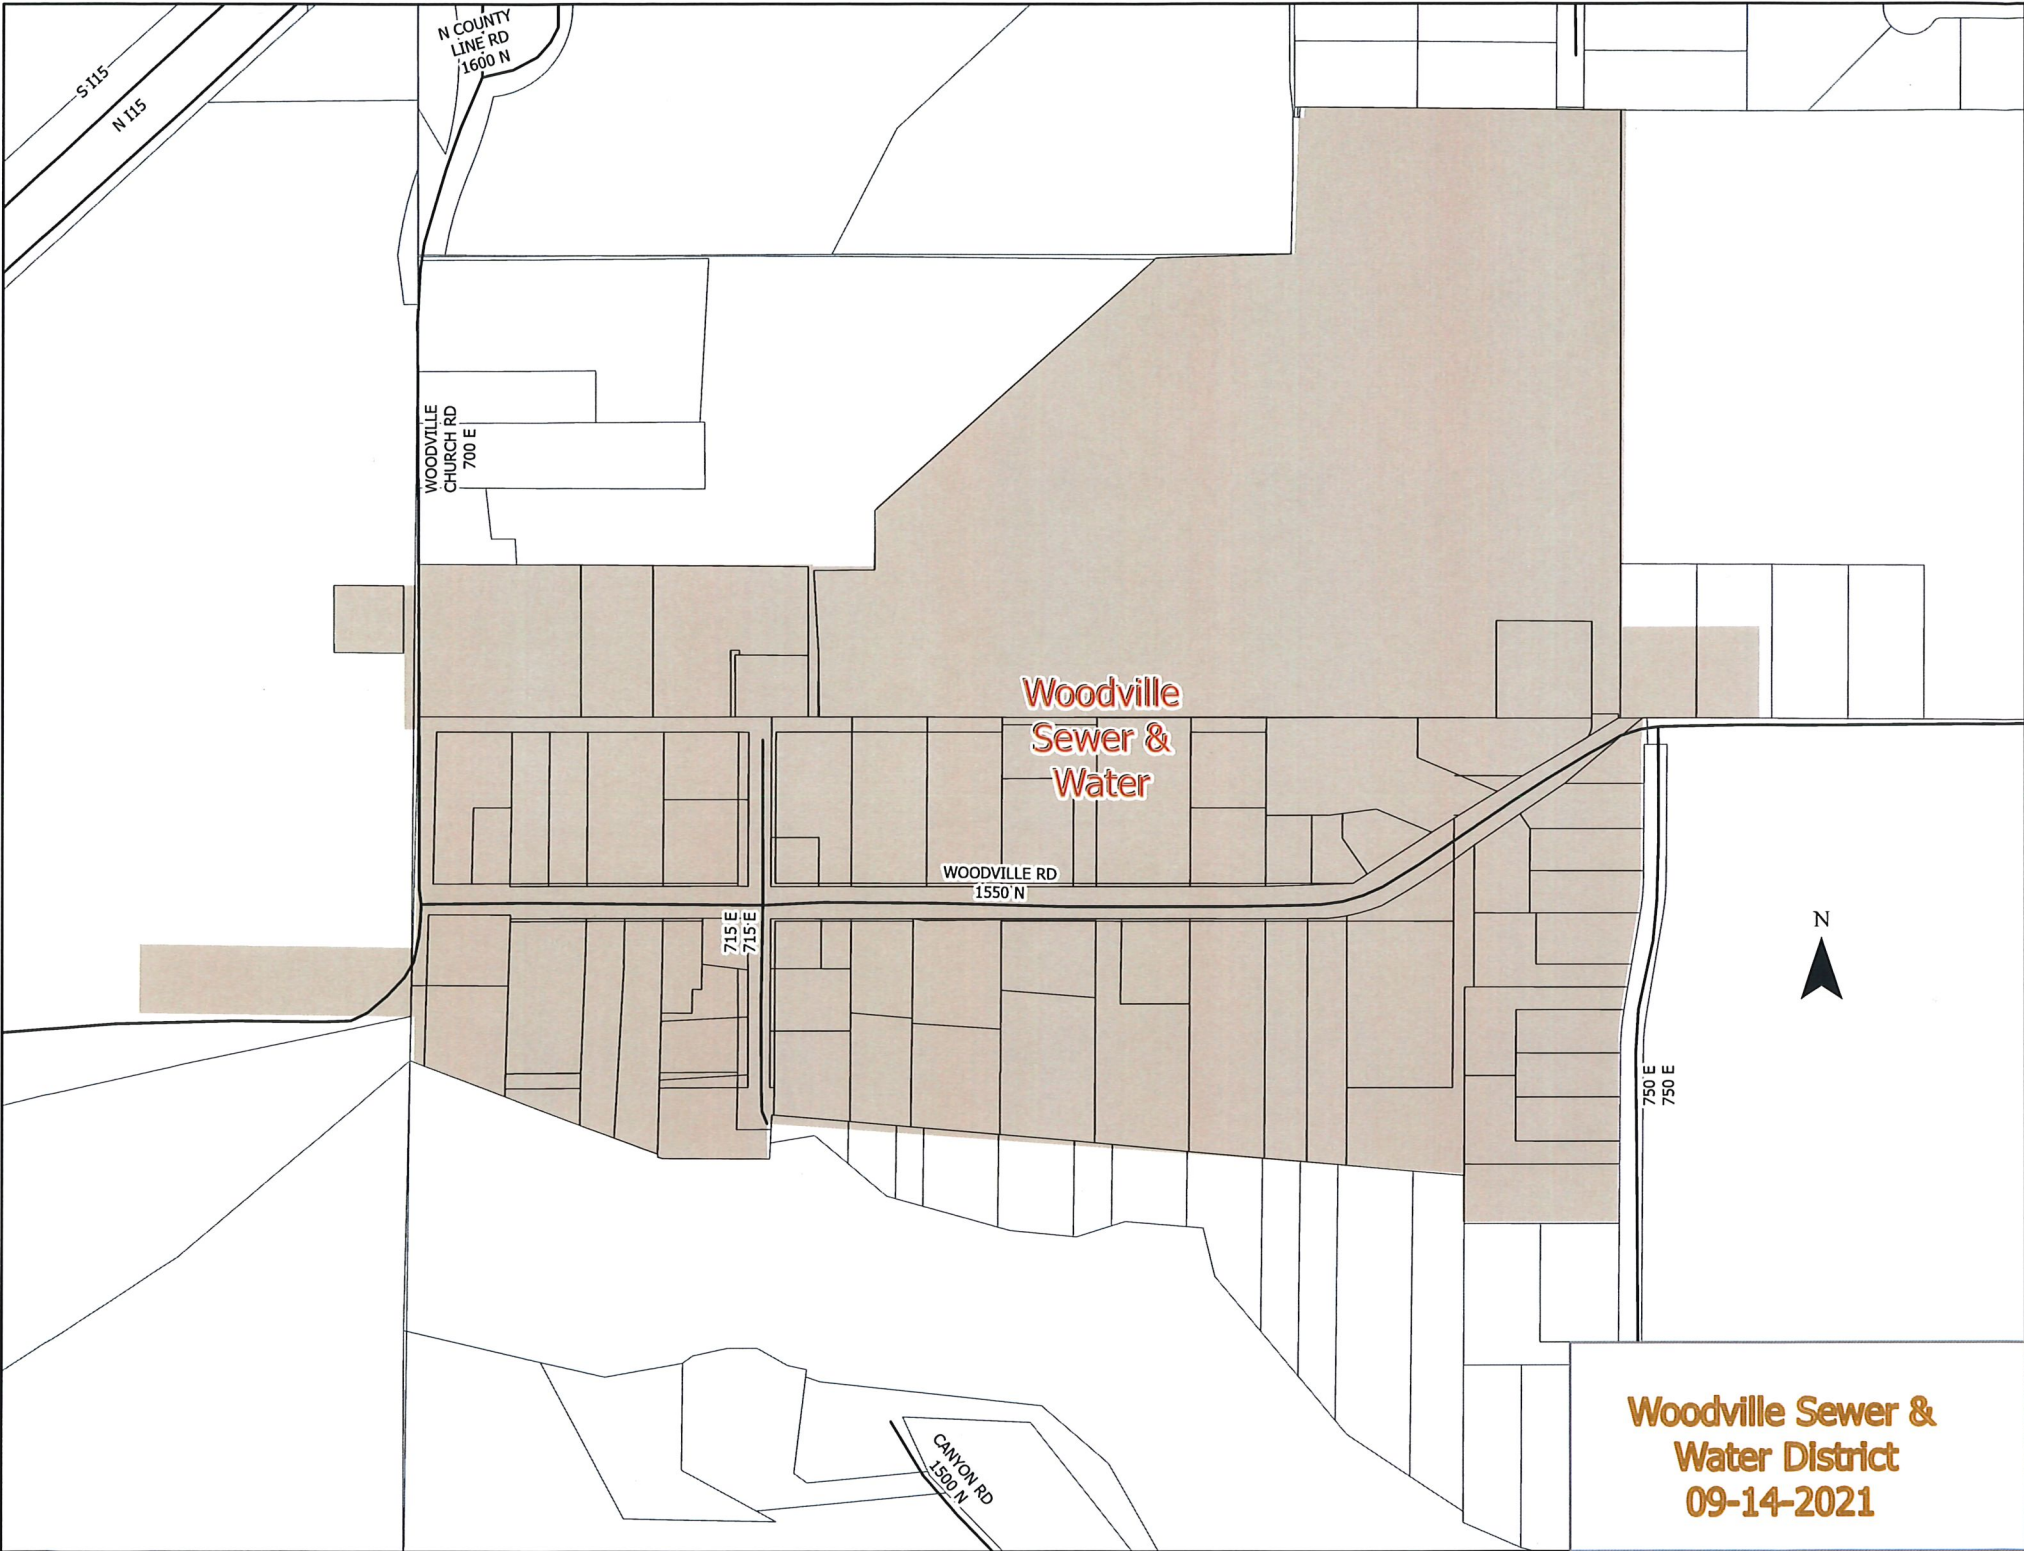 N COUNTY
LINE RD
1600 N
S I15
N I15
WOODVILLE
CHURCH RD
700 E
Woodville
Sewer &
Water
WOODVILLE RD
1550 N
715 E
715 E
N
750 E
750 E
CANYON RD
1500 N
Woodville Sewer &
Water District
09-14-2021